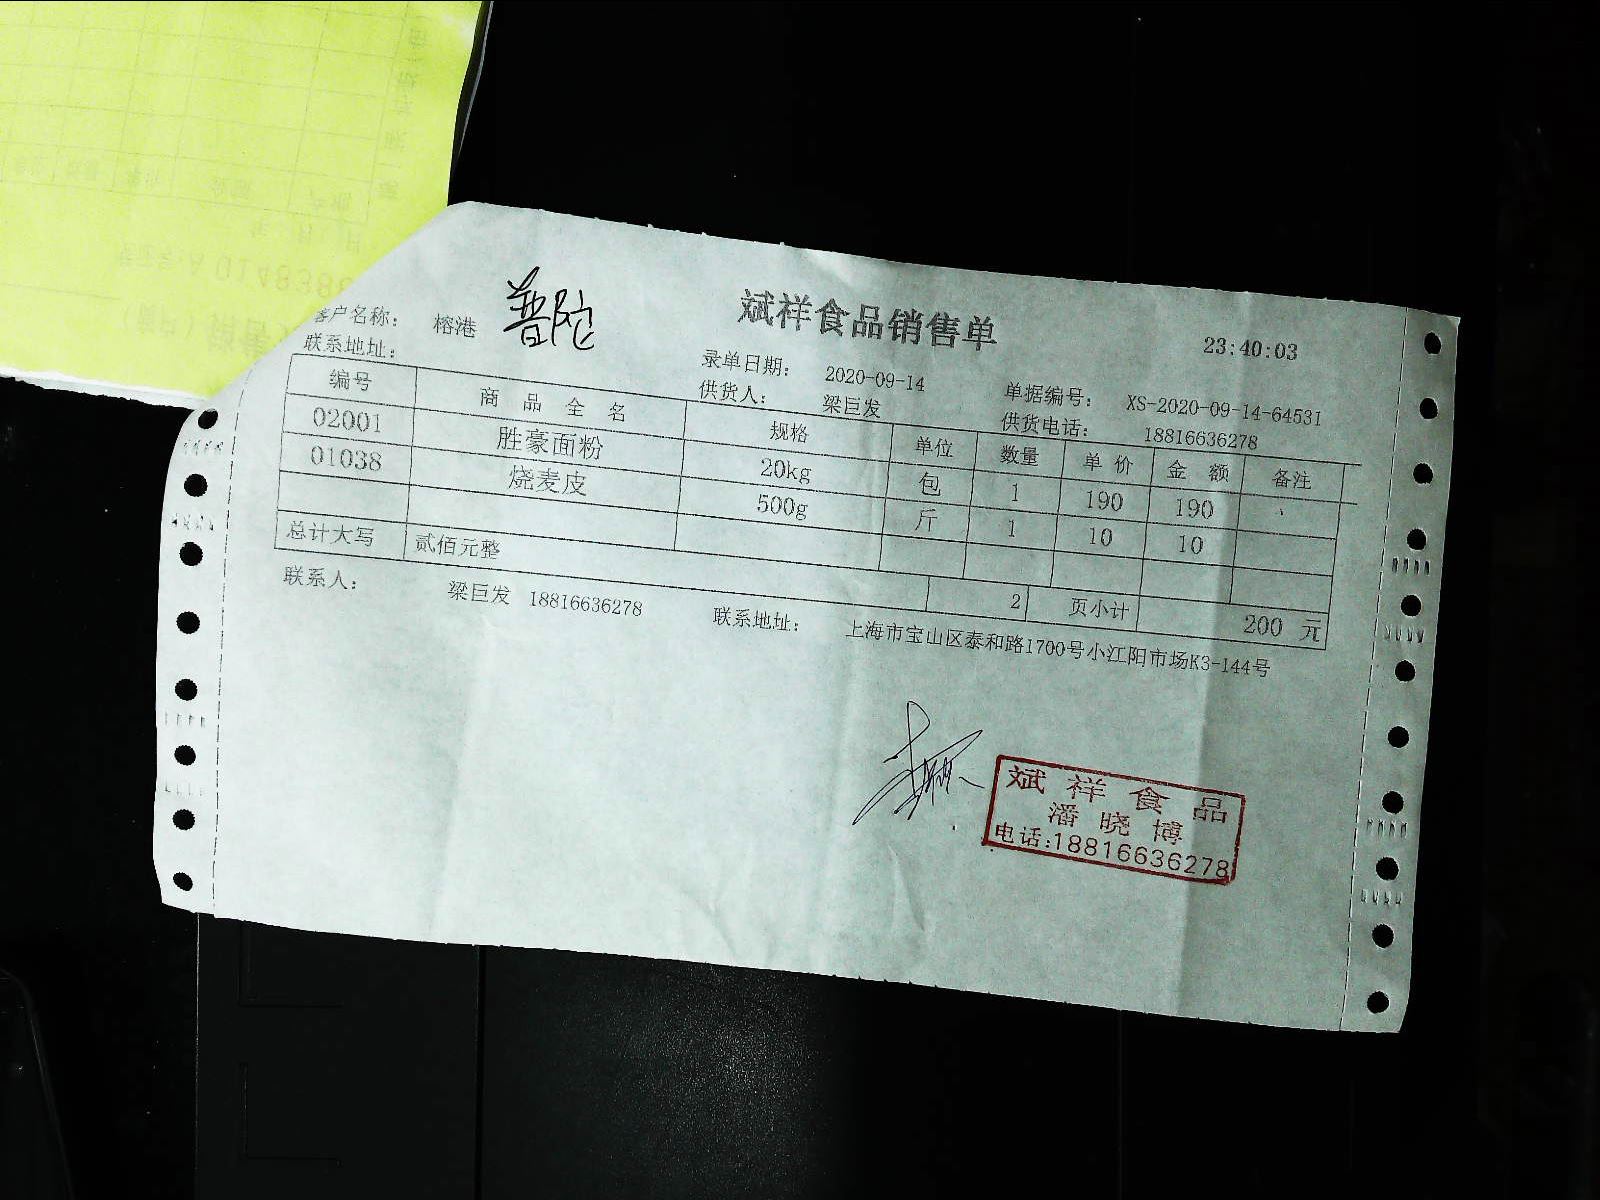 斌祥食品销售单
23:40:03
客户名称: 榕港 普陀
录单日期: 2020-09-14 单据编号: XS-2020-09-14-64531
联系地址:
供货人: 梁巨发 供货电话: 18816636278
编号 商品全名 规格 单位 数量 单价 金额 备注
02001 胜豪面粉 20kg 包 1 190 190
01038 烧麦皮 500g 斤 1 10 10
总计大写 贰佰元整 2 页小计 200 元
联系人: 梁巨发 18816636278 联系地址: 上海市宝山区泰和路1700号小江阳市场K3-144号
斌祥食品
潘晓博
电话:18816636278